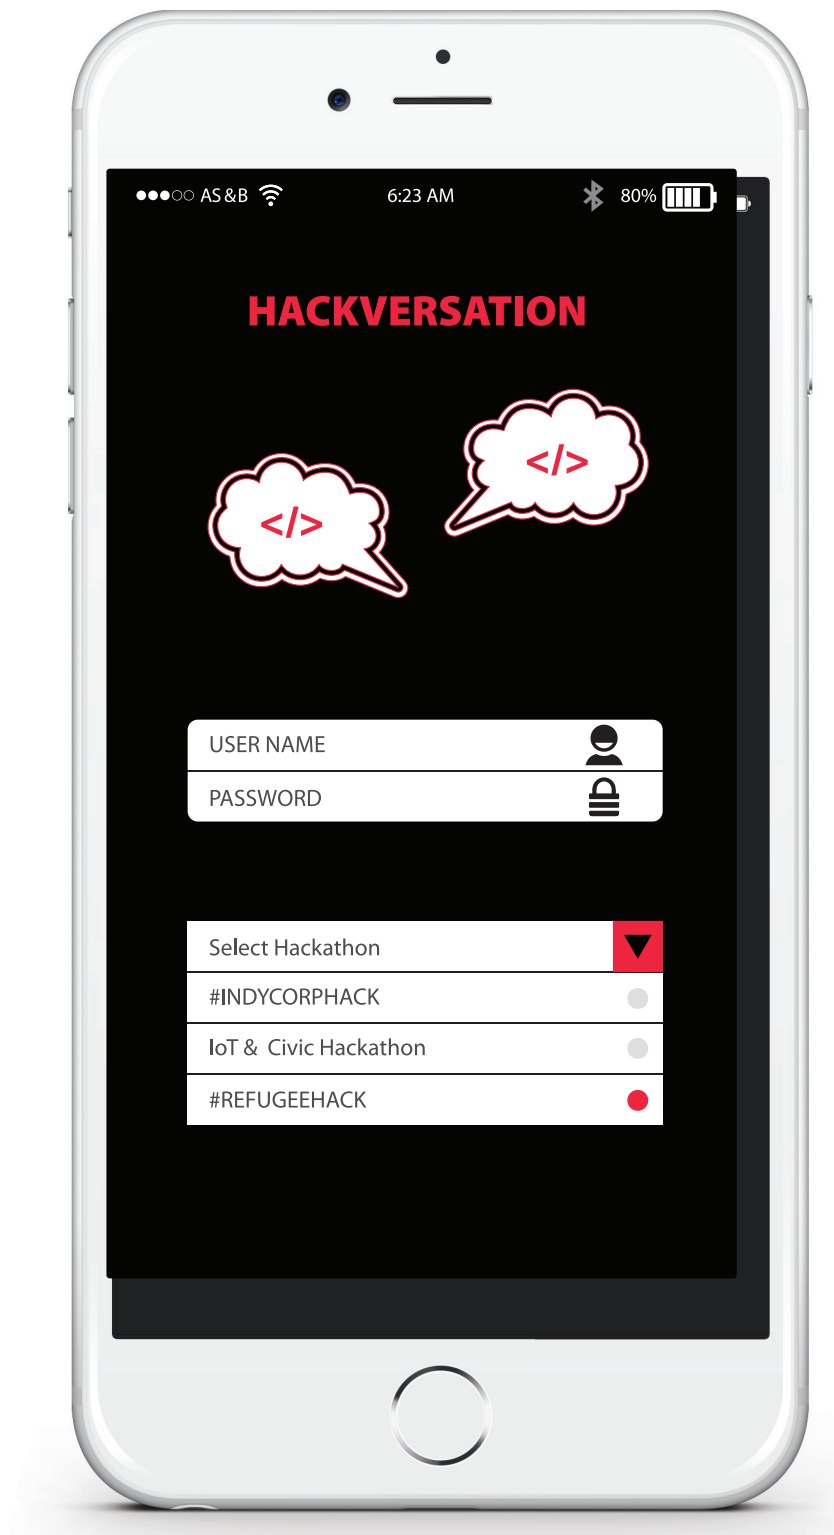 AS&B 6:23 AM 80%
HACKVERSATION
</>
</>
USER NAME
PASSWORD
Select Hackathon
#INDYCORPHACK
IoT & Civic Hackathon
#REFUGEEHACK